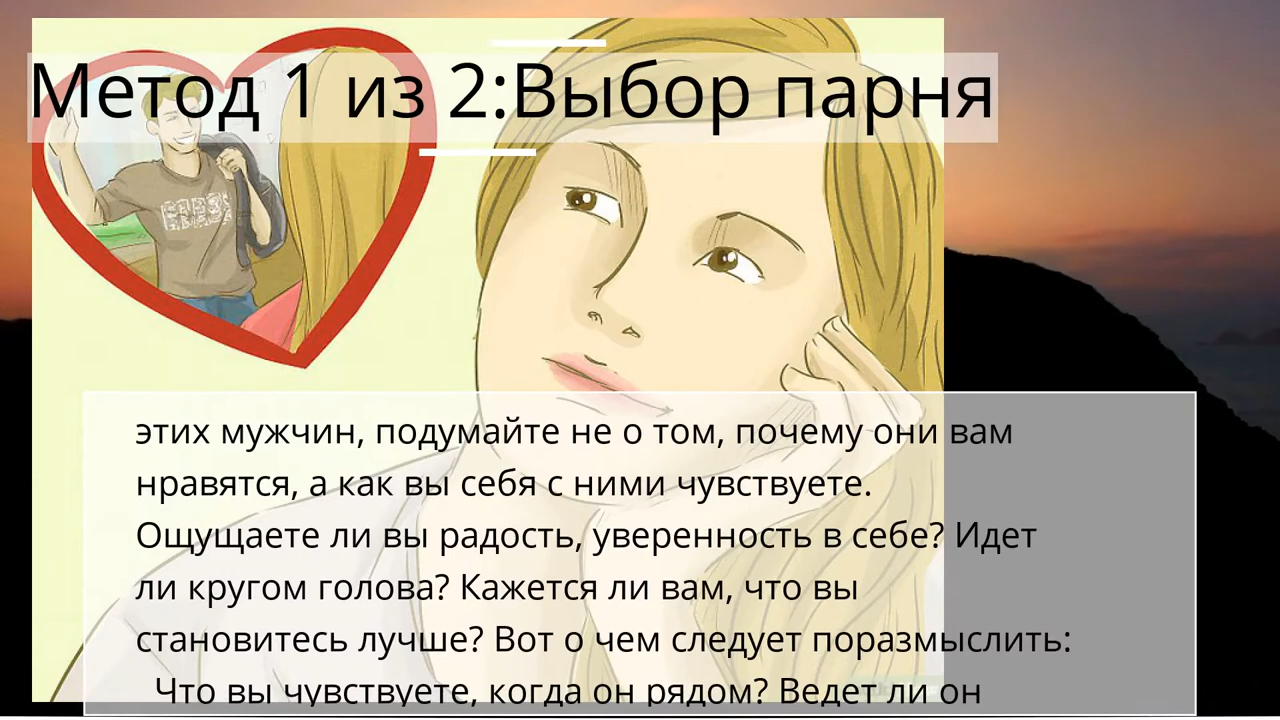 Метод 1 из 2:Выбор парня
этих мужчин, подумайте не о том, почему они вам
нравятся, а как вы себя с ними чувствуете.
Ощущаете ли вы радость, уверенность в себе? Идет
ли кругом голова? Кажется ли вам, что вы
становитесь лучше? Вот о чем следует поразмыслить:
Что вы чувствуете, когда он рядом? Ведет ли он